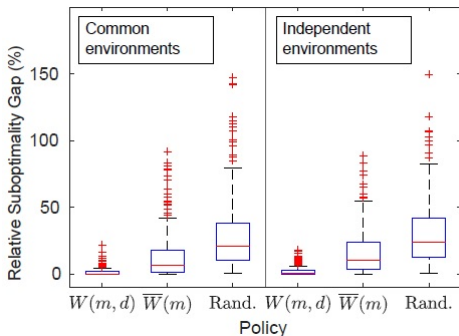 Common
environments
Independent
environments
Relative Suboptimality Gap (%)
150
100
50
0
W(m, d) W̅(m) Rand. W(m, d) W̅(m) Rand.
Policy